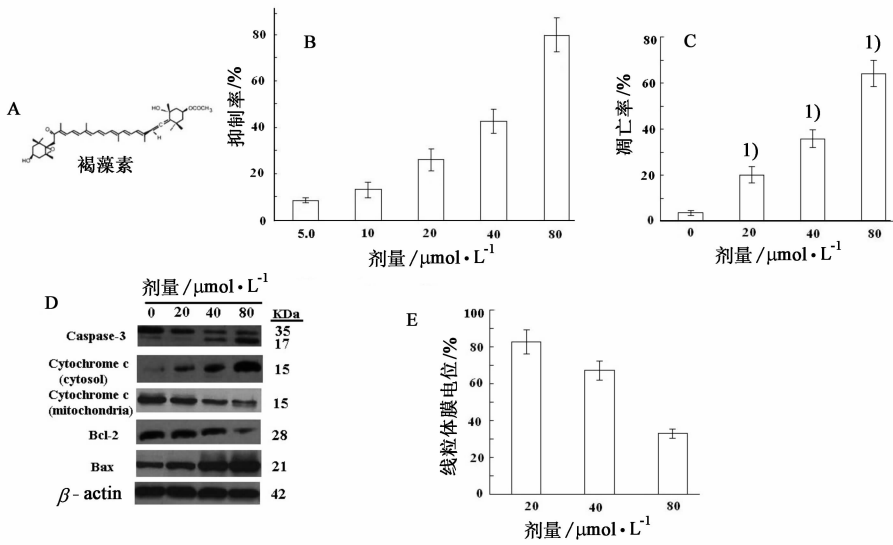 A
HO
O
O
HO
OCOCH₃
H
褐藻素
B
抑制率/%
80
60
40
20
0
5.0 10 20 40 80
剂量/μmol·L⁻¹
C
凋亡率/%
80
60
40
20
0
1)
1)
1)
0 20 40 80
剂量/μmol·L⁻¹
D
剂量/μmol·L⁻¹
0 20 40 80 KDa
Caspase-3 35
17
Cytochrome c
(cytosol) 15
Cytochrome c
(mitochondria) 15
Bcl-2 28
Bax 21
β-actin 42
E
线粒体膜电位/%
100
80
60
40
20
0
20 40 80
剂量/μmol·L⁻¹